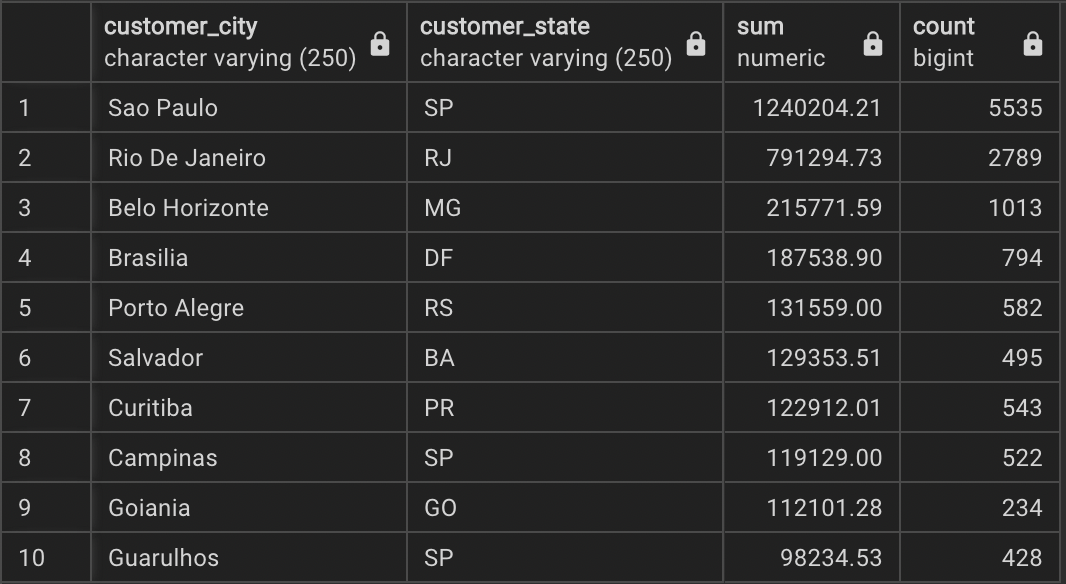 customer_city customer_state sum count
character varying (250) character varying (250) numeric bigint
1 Sao Paulo SP 1240204.21 5535
2 Rio De Janeiro RJ 791294.73 2789
3 Belo Horizonte MG 215771.59 1013
4 Brasilia DF 187538.90 794
5 Porto Alegre RS 131559.00 582
6 Salvador BA 129353.51 495
7 Curitiba PR 122912.01 543
8 Campinas SP 119129.00 522
9 Goiania GO 112101.28 234
10 Guarulhos SP 98234.53 428